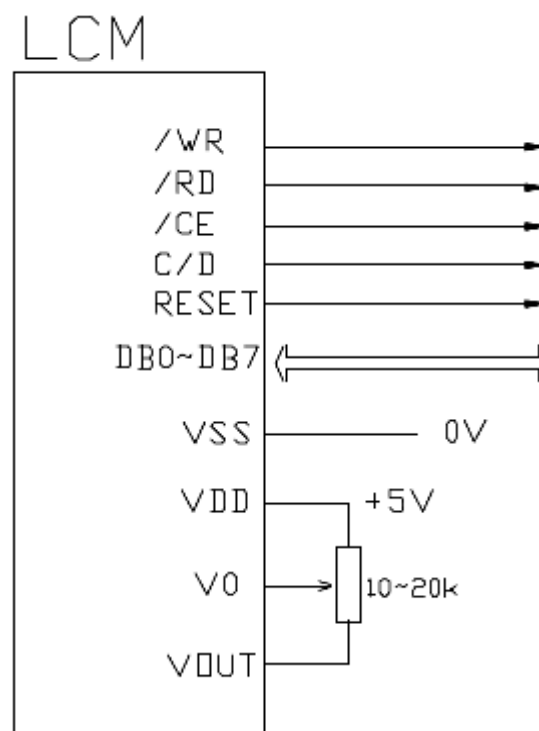 LCM
/WR
/RD
/CE
C/D
RESET
DB0~DB7
VSS 0V
VDD +5V
V0 10~20k
VOUT